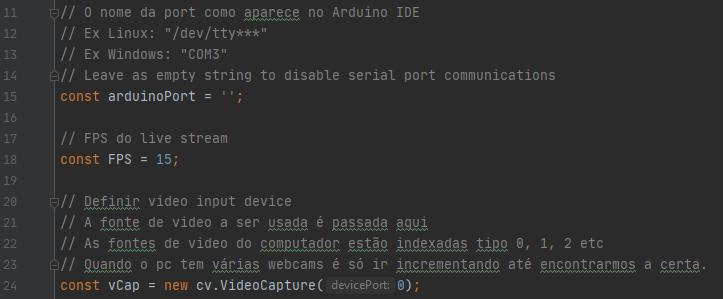 11 // O nome da port como aparece no Arduino IDE
12 // Ex Linux: "/dev/tty***"
13 // Ex Windows: "COM3"
14 // Leave as empty string to disable serial port communications
15 const arduinoPort = '';
16
17 // FPS do live stream
18 const FPS = 15;
19
20 // Definir video input device
21 // A fonte de video a ser usada é passada aqui
22 // As fontes de video do computador estão indexadas tipo 0, 1, 2 etc
23 // Quando o pc tem várias webcams é só ir incrementando até encontrarmos a certa.
24 const vCap = new cv.VideoCapture( devicePort: 0);